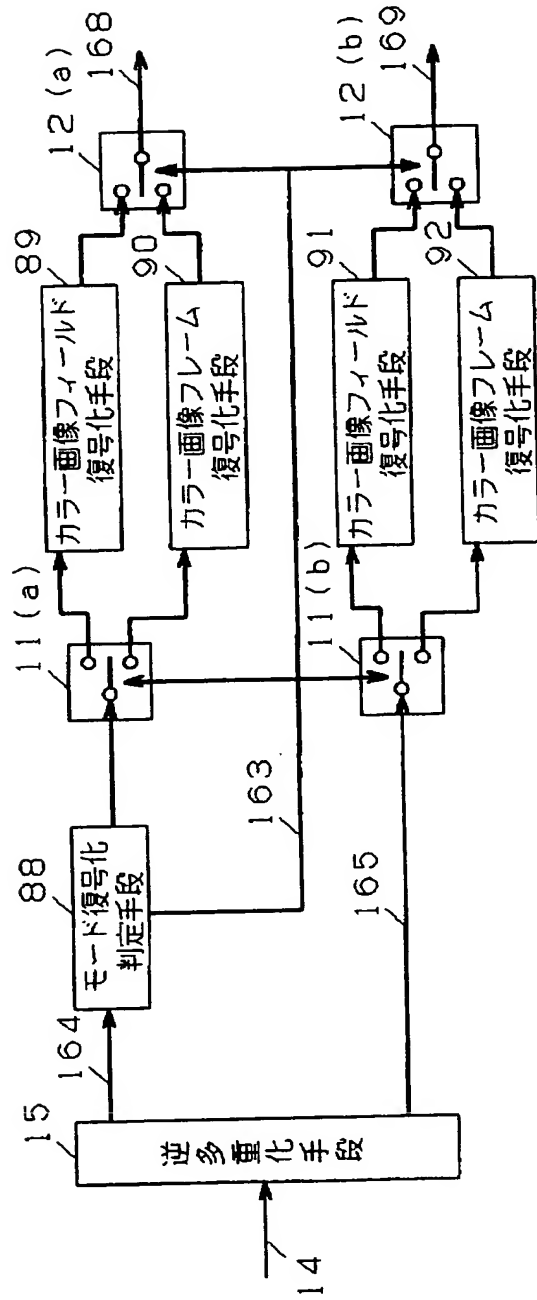 14
15
逆多重化手段
164
88
モード復号化
判定手段
163
165
11(a)
89
カラー画像フィールド
復号化手段
90
カラー画像フレーム
復号化手段
12(a)
168
11(b)
91
カラー画像フィールド
復号化手段
92
カラー画像フレーム
復号化手段
12(b)
169